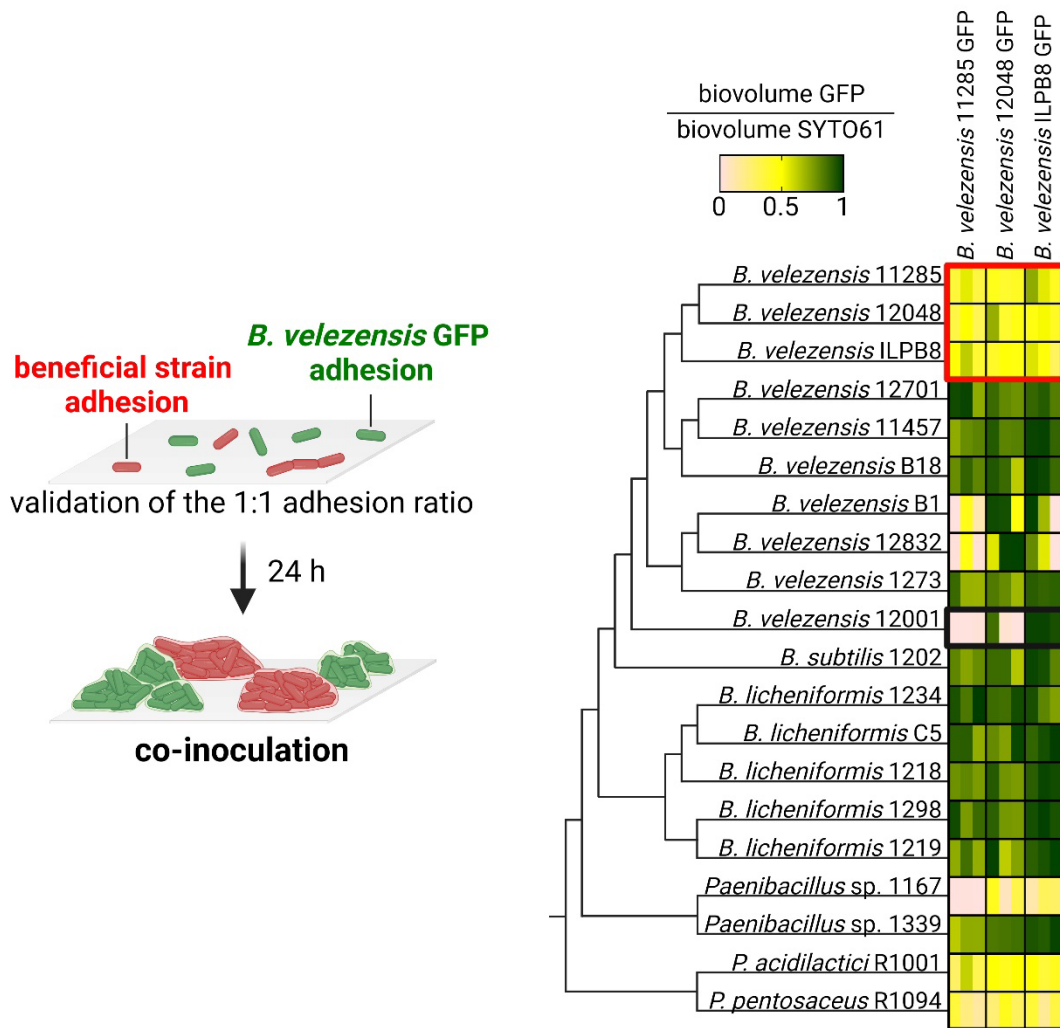 beneficial strain
adhesion
B. velezensis GFP
adhesion
validation of the 1:1 adhesion ratio
24 h
co-inoculation
biovolume GFP
biovolume SYTO61
0 0.5 1
B. velezensis 11285 GFP
B. velezensis 12048 GFP
B. velezensis ILPB8 GFP
B. velezensis 11285
B. velezensis 12048
B. velezensis ILPB8
B. velezensis 12701
B. velezensis 11457
B. velezensis B18
B. velezensis B1
B. velezensis 12832
B. velezensis 1273
B. velezensis 12001
B. subtilis 1202
B. licheniformis 1234
B. licheniformis C5
B. licheniformis 1218
B. licheniformis 1298
B. licheniformis 1219
Paenibacillus sp. 1167
Paenibacillus sp. 1339
P. acidilactici R1001
P. pentosaceus R1094